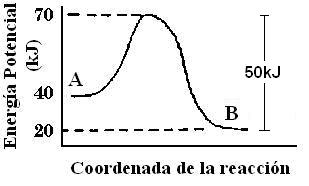 Energía Potencial
(kJ)
70
40
20
A
B
50kJ
Coordenada de la reacción